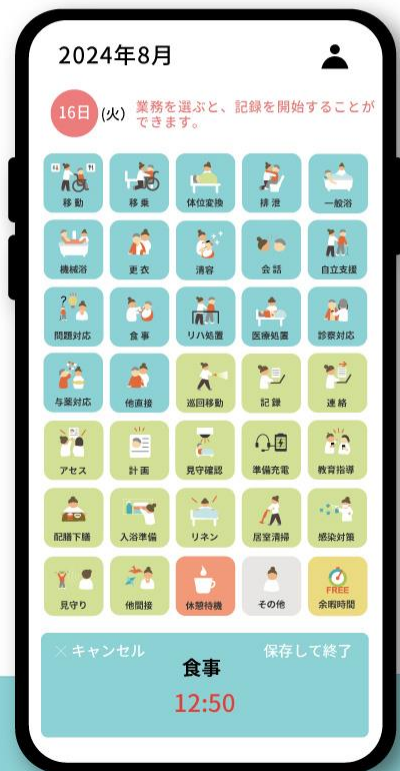 2024年8月
16日 (火) 業務を選ぶと、記録を開始することが
できます。
移動 移乗 体位変換 排泄 一般浴
機械浴 更衣 清容 会話 自立支援
問題対応 食事 リハ処置 医療処置 診察対応
与薬対応 他直接 巡回移動 記録 連絡
アセス 計画 見守確認 準備充電 教育指導
配膳下膳 入浴準備 リネン 居室清掃 感染対策
FREE
見守り 他間接 休憩待機 その他 余暇時間
×キャンセル 保存して終了
食事
12:50